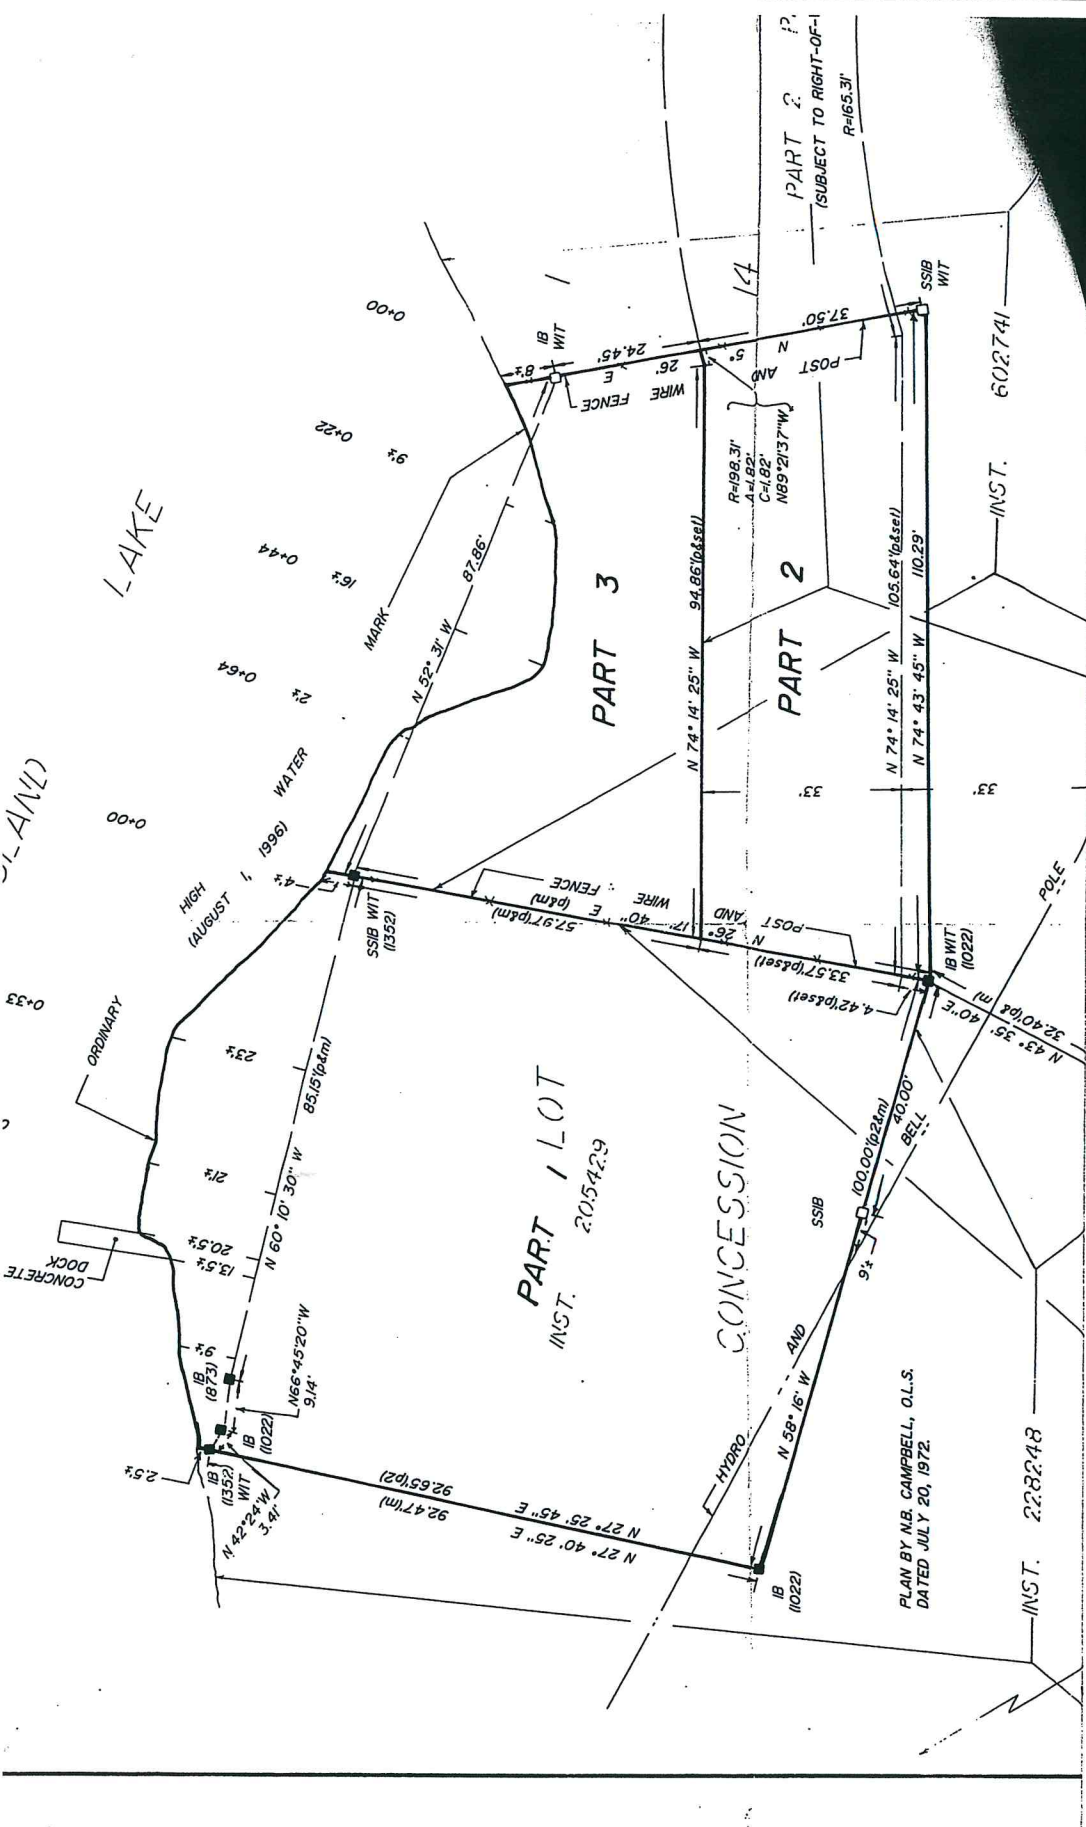 LAKE
MARK
0+00
0+22
0+44
0+64
0+00
0+33
9'±
16'±
2'±
HIGH WATER
(AUGUST 1, 1996)
ORDINARY
CONCRETE
DOCK
8'±
IB
WIT
24.45'
26'
5°
N
E
WIRE FENCE
POST AND
37.50'
SSIB
WIT
1
14
PART 2
(SUBJECT TO RIGHT-OF-
R=165.31'
N 52° 31' W
87.86'
PART 3
R=198.31'
A=1.82'
C=1.82'
N89°21'37"W
N 74° 14' 25" W
94.86'(p&set)
PART 2
N 74° 14' 25" W
105.64'(p&set)
N 74° 43' 45" W
110.29'
33'
33'
INST. 602741
4'±
SSIB WIT
(1352)
57.97'(p&m)
(p&m)
WIRE FENCE
POST AND
N 26° 17' 40" E
33.57'(p&set)
4.42'(p&set)
IB WIT
(1022)
N 43° 35' 40" E
32.40'(p& m)
POLE
23'±
21'±
20.5'±
13.5'±
9'±
N 60° 10' 30" W
85.15'(p&m)
IB
(873)
N66°45'20"W
9.14'
IB
(1022)
IB
(1352)
WIT
2.5'±
N 42°24'W
3.41'
PART 1 LOT
INST. 205429
CONCESSION
92.65'(p2)
92.47'(m)
N 27° 25' 45" E
N 27° 40' 25" E
SSIB
100.00'(p2&m)
40.00'
BELL
9'±
HYDRO AND
N 58° 16' W
IB
(1022)
PLAN BY N.B. CAMPBELL, O.L.S.
DATED JULY 20, 1972.
INST. 228248